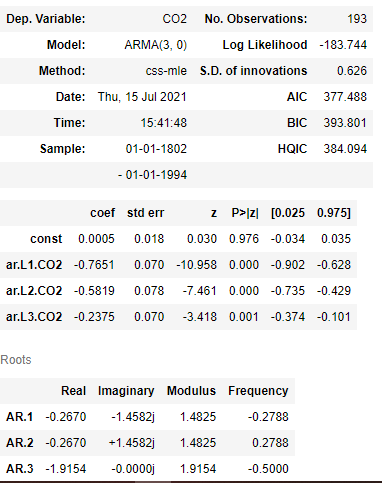 Dep. Variable: CO2 No. Observations: 193
Model: ARMA(3, 0) Log Likelihood -183.744
Method: css-mle S.D. of innovations 0.626
Date: Thu, 15 Jul 2021 AIC 377.488
Time: 15:41:48 BIC 393.801
Sample: 01-01-1802 HQIC 384.094
- 01-01-1994
coef std err z P>|z| [0.025 0.975]
const 0.0005 0.018 0.030 0.976 -0.034 0.035
ar.L1.CO2 -0.7651 0.070 -10.958 0.000 -0.902 -0.628
ar.L2.CO2 -0.5819 0.078 -7.461 0.000 -0.735 -0.429
ar.L3.CO2 -0.2375 0.070 -3.418 0.001 -0.374 -0.101
Roots
Real Imaginary Modulus Frequency
AR.1 -0.2670 -1.4582j 1.4825 -0.2788
AR.2 -0.2670 +1.4582j 1.4825 0.2788
AR.3 -1.9154 -0.0000j 1.9154 -0.5000